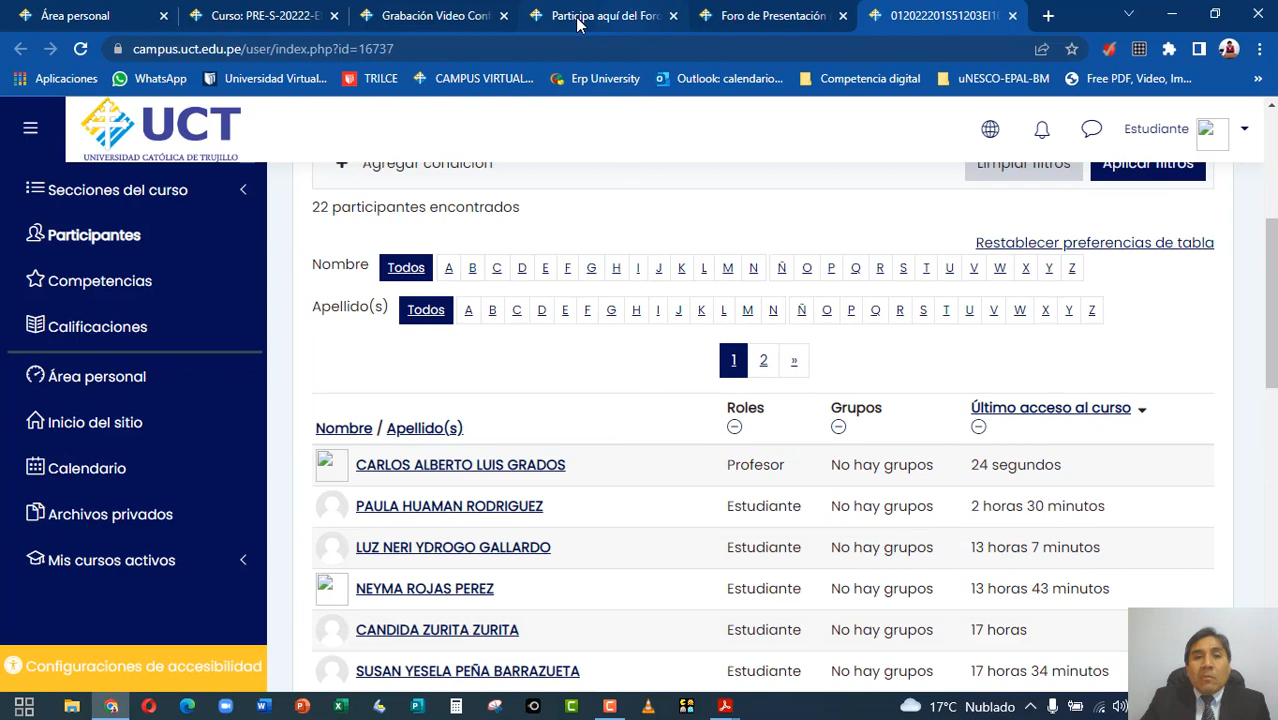 Área personal
Curso: PRE-S-20222-E
Grabación Video Conf
Participa aquí del Foro
Foro de Presentación
012022201S51203EI1
campus.uct.edu.pe/user/index.php?id=16737
Aplicaciones
WhatsApp
Universidad Virtual...
TRILCE
CAMPUS VIRTUAL...
Erp University
Outlook: calendario...
Competencia digital
uNESCO-EPAL-BM
Free PDF, Video, Im...
»
UCT
UNIVERSIDAD CATÓLICA DE TRUJILLO
Estudiante
Secciones del curso
Participantes
Competencias
Calificaciones
Área personal
Inicio del sitio
Calendario
Archivos privados
Mis cursos activos
Configuraciones de accesibilidad
Agregar condición
Limpiar filtros
Aplicar filtros
22 participantes encontrados
Restablecer preferencias de tabla
Nombre Todos A B C D E F G H I J K L M N Ñ O P Q R S T U V W X Y Z
Apellido(s) Todos A B C D E F G H I J K L M N Ñ O P Q R S T U V W X Y Z
1 2 »
Nombre / Apellido(s) Roles Grupos Último acceso al curso
CARLOS ALBERTO LUIS GRADOS Profesor No hay grupos 24 segundos
PAULA HUAMAN RODRIGUEZ Estudiante No hay grupos 2 horas 30 minutos
LUZ NERI YDROGO GALLARDO Estudiante No hay grupos 13 horas 7 minutos
NEYMA ROJAS PEREZ Estudiante No hay grupos 13 horas 43 minutos
CANDIDA ZURITA ZURITA Estudiante No hay grupos 17 horas
SUSAN YESELA PEÑA BARRAZUETA Estudiante No hay grupos 17 horas 34 minutos
17°C Nublado